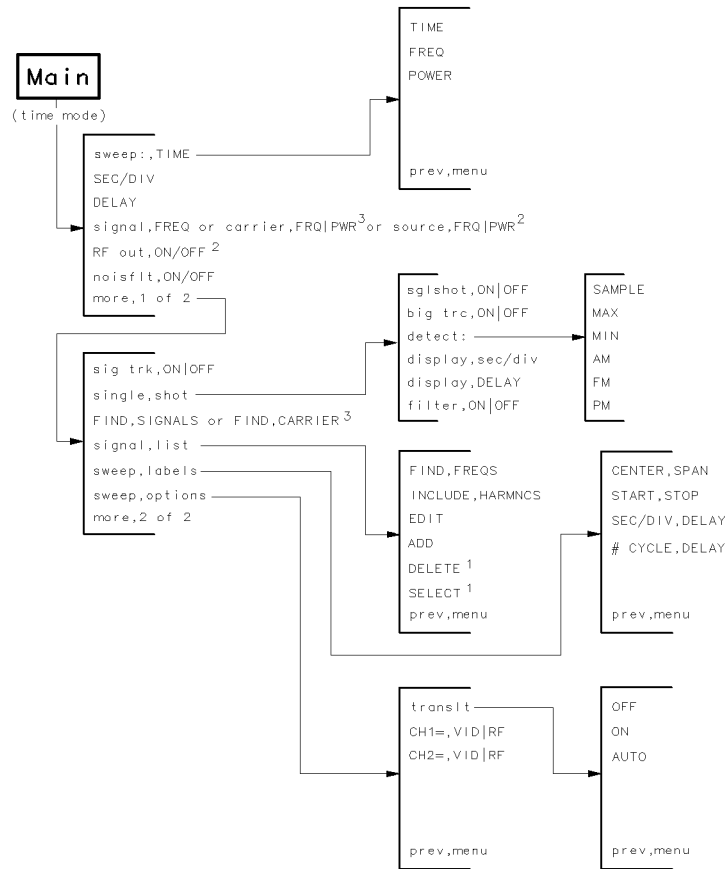 Main
(time mode)
sweep:,TIME
SEC/DIV
DELAY
signal,FREQ or carrier,FRQ|PWR3 or source,FRQ|PWR2
RF out,ON/OFF 2
noisflt,ON/OFF
more,1 of 2
TIME
FREQ
POWER
prev,menu
sig trk,ON|OFF
single,shot
FIND,SIGNALS or FIND,CARRIER 3
signal,list
sweep,labels
sweep,options
more,2 of 2
sglshot,ON|OFF
big trc,ON|OFF
detect:
display,sec/div
display,DELAY
filter,ON|OFF
SAMPLE
MAX
MIN
AM
FM
PM
FIND,FREQS
INCLUDE,HARMNCS
EDIT
ADD
DELETE 1
SELECT 1
prev,menu
CENTER,SPAN
START,STOP
SEC/DIV,DELAY
# CYCLE,DELAY
prev,menu
translt
CH1=,VID|RF
CH2=,VID|RF
prev,menu
OFF
ON
AUTO
prev,menu